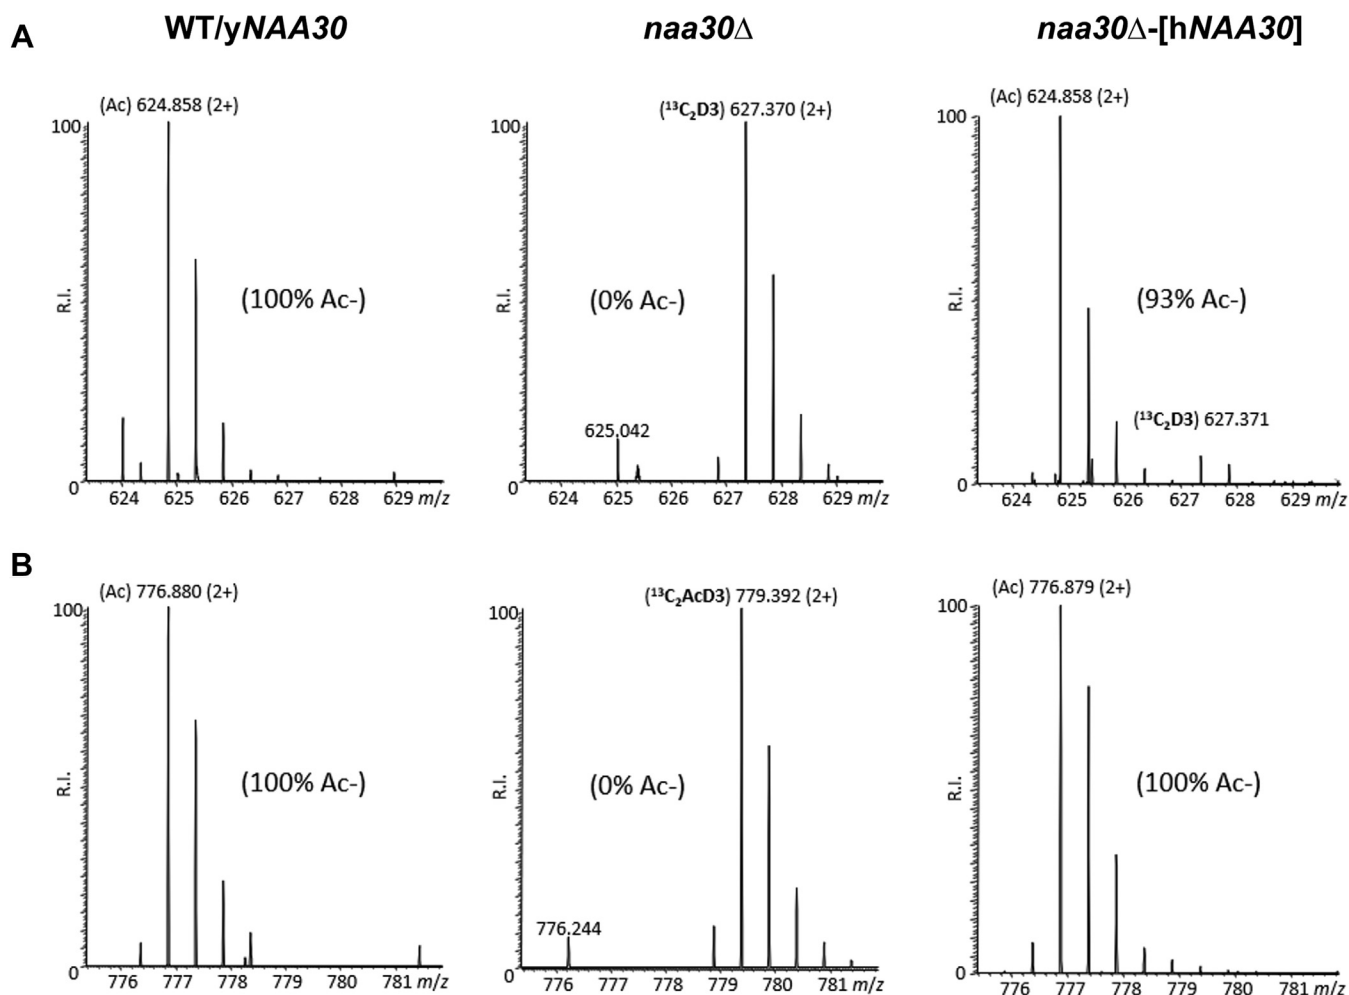 A
WT/yNAA30
naa30Δ
naa30Δ-[hNAA30]
(Ac) 624.858 (2+)
100
R.I.
(100% Ac-)
0
624 625 626 627 628 629 m/z
(¹³C₂D3) 627.370 (2+)
100
R.I.
(0% Ac-)
625.042
0
624 625 626 627 628 629 m/z
(Ac) 624.858 (2+)
100
R.I.
(93% Ac-)
(¹³C₂D3) 627.371
0
624 625 626 627 628 629 m/z
B
(Ac) 776.880 (2+)
100
R.I.
(100% Ac-)
0
776 777 778 779 780 781 m/z
(¹³C₂AcD3) 779.392 (2+)
100
R.I.
(0% Ac-)
776.244
0
776 777 778 779 780 781 m/z
(Ac) 776.879 (2+)
100
R.I.
(100% Ac-)
0
776 777 778 779 780 781 m/z